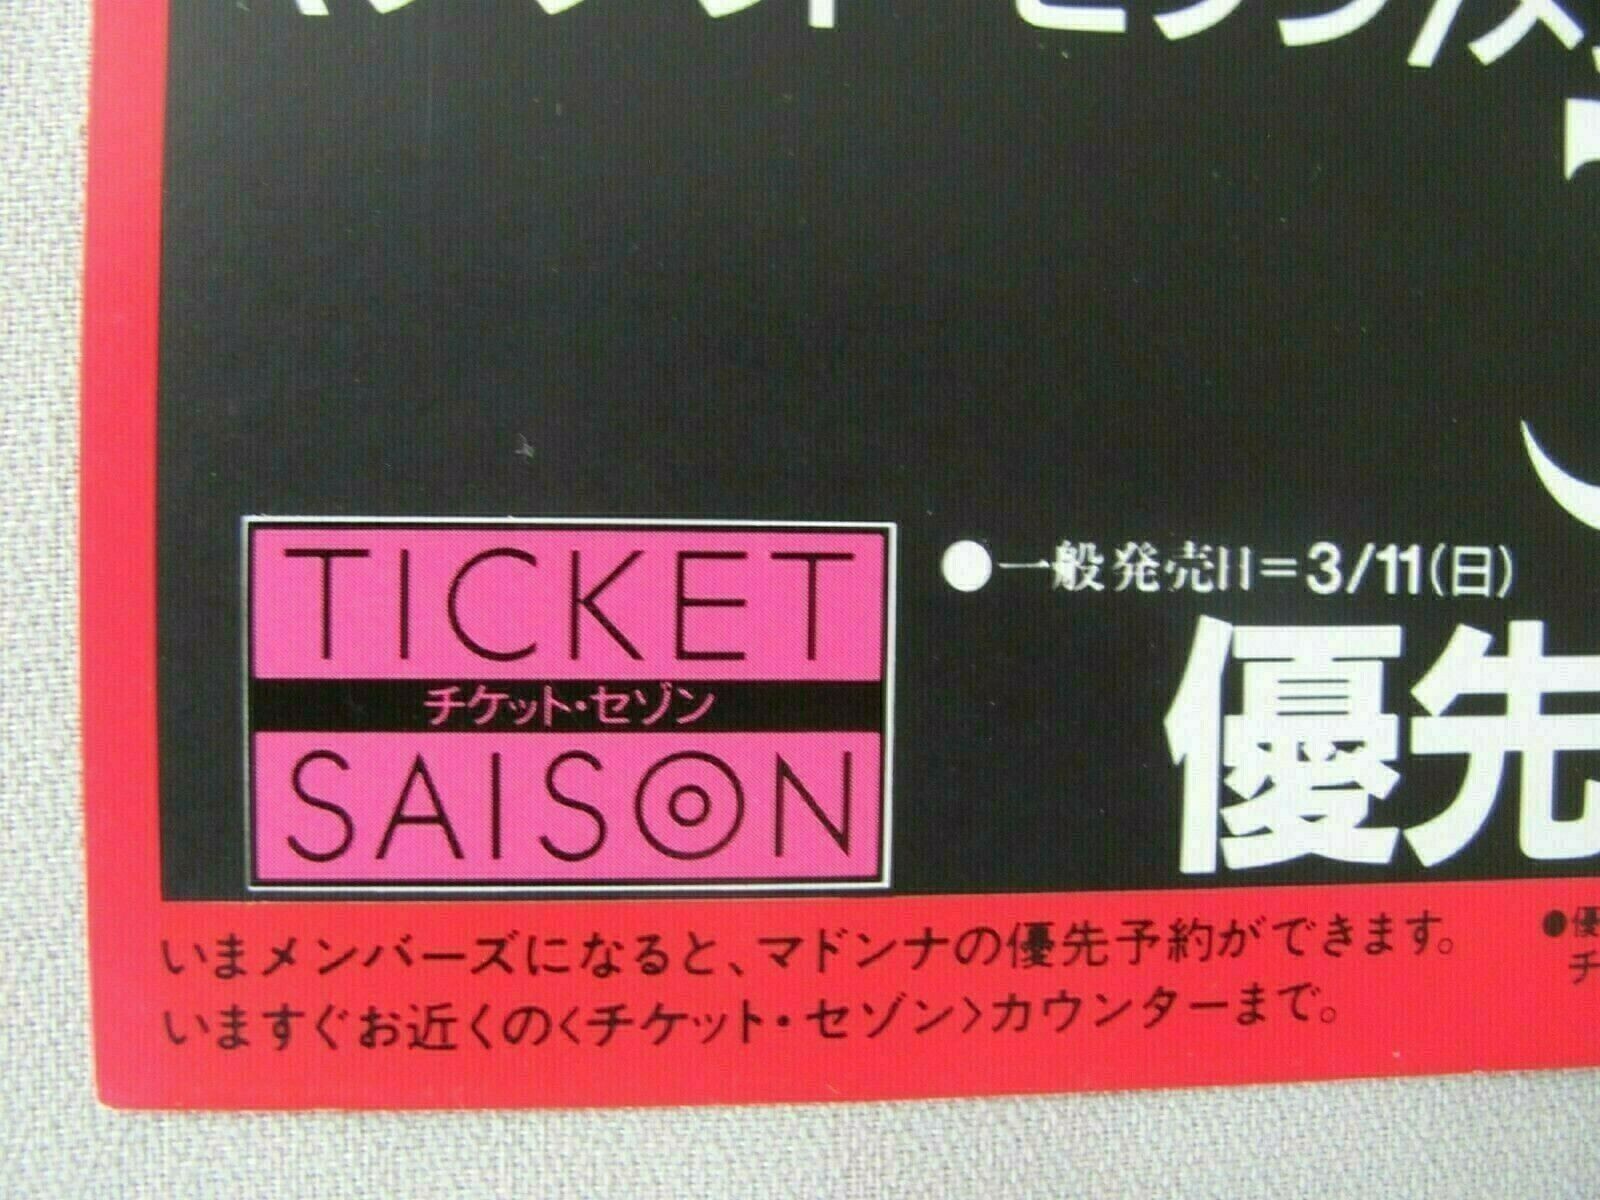 TICKET
チケット・セゾン
SAISON
●一般発売日=3/11(日)
優先
いまメンバーズになると、マドンナの優先予約ができます。
いますぐお近くの〈チケット・セゾン〉カウンターまで。
●優
チ